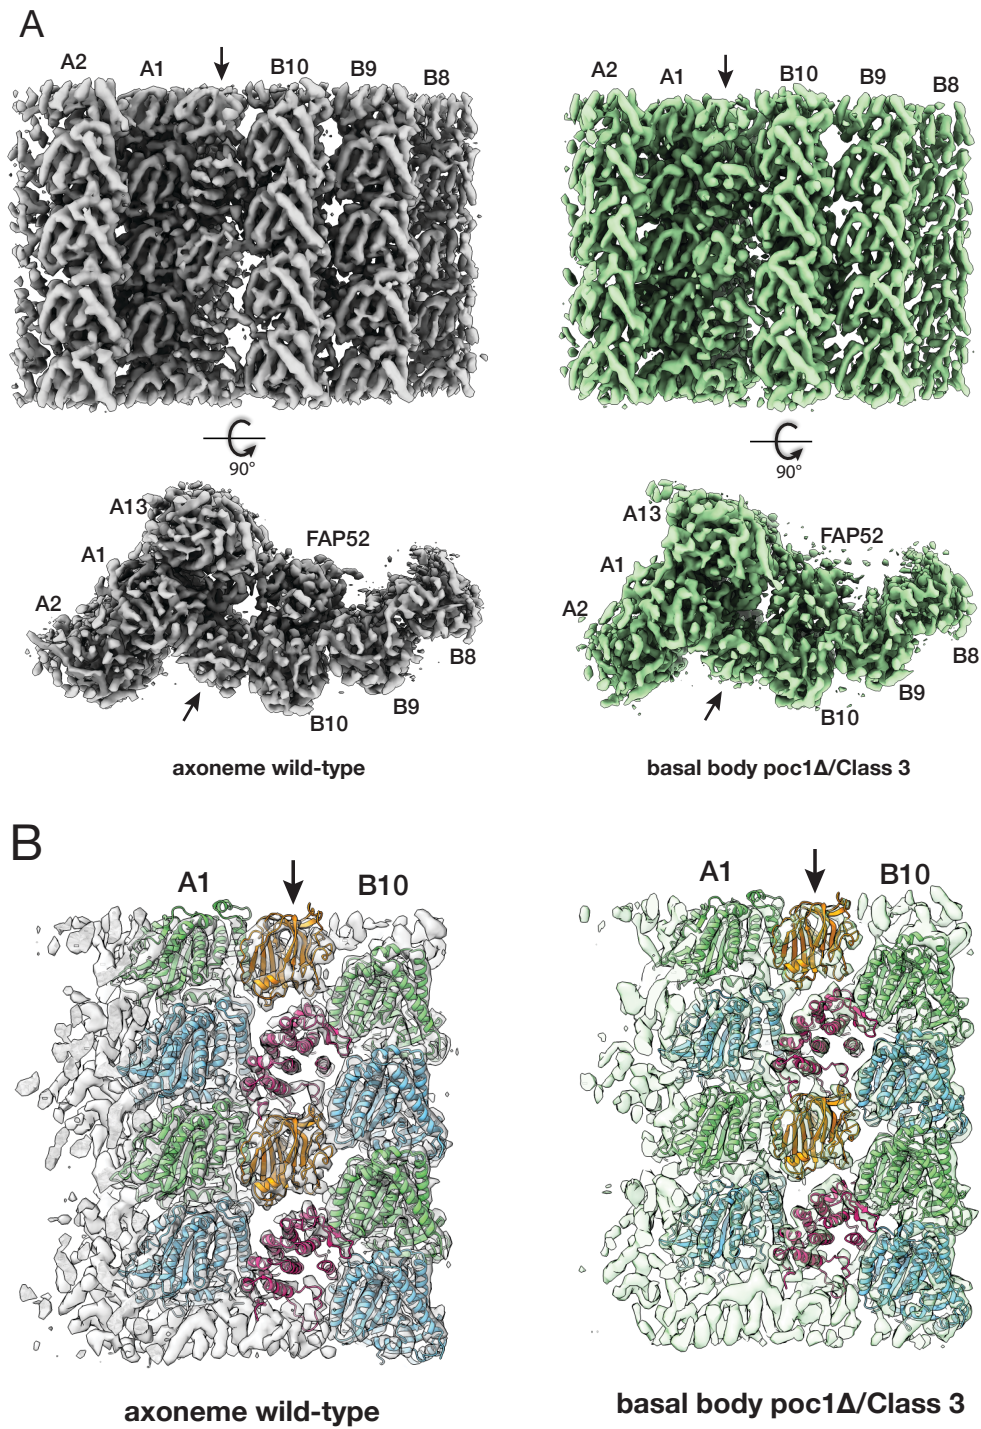 A
A2
A1
B10
B9
B8
A2
A1
B10
B9
B8
90°
90°
A13
A1
A2
FAP52
B8
B9
B10
A13
A1
A2
FAP52
B8
B9
B10
axoneme wild-type
basal body poc1Δ/Class 3
B
A1
B10
A1
B10
axoneme wild-type
basal body poc1Δ/Class 3